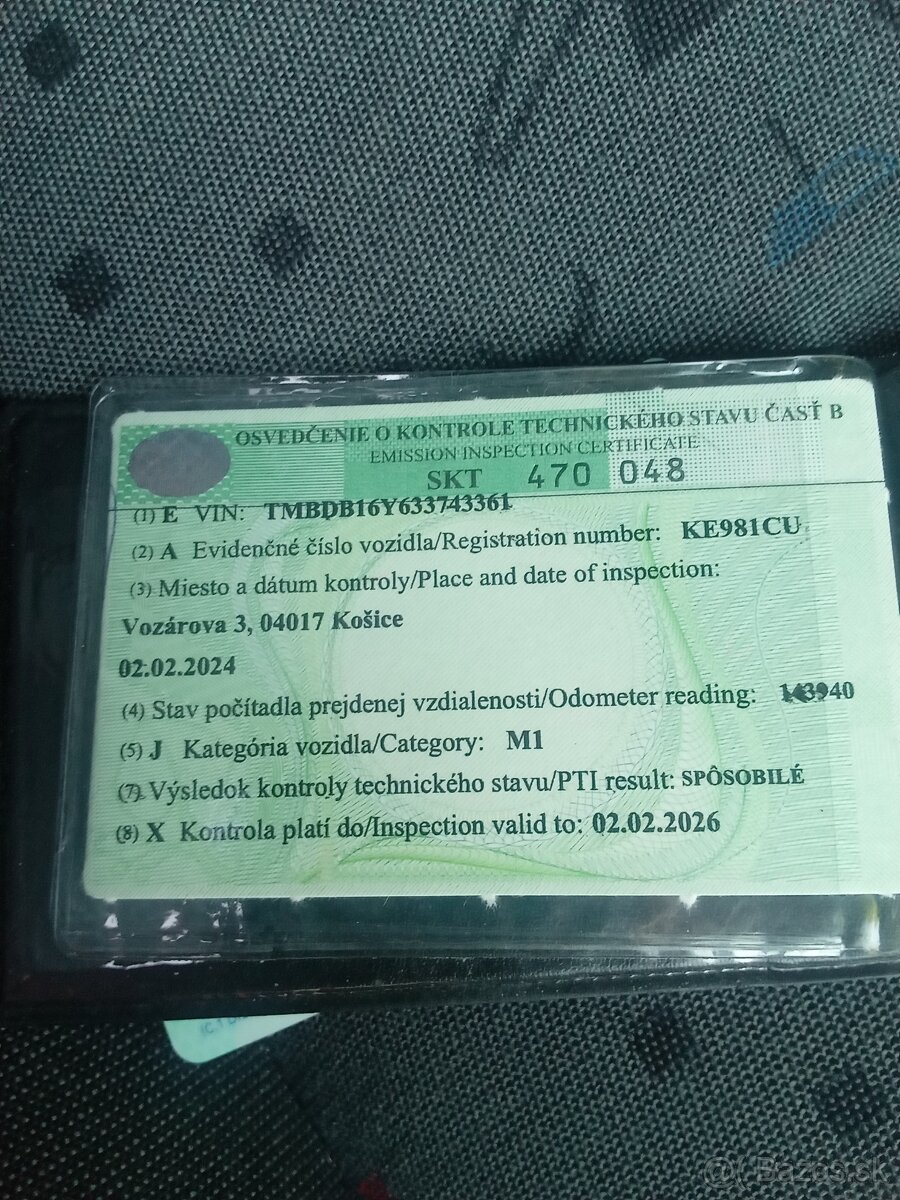 OSVEDČENIE O KONTROLE TECHNICKÉHO STAVU ČASŤ B
EMISSION INSPECTION CERTIFICATE
SKT 470 048
(1) E VIN: TMBDB16Y633743361
(2) A Evidenčné číslo vozidla/Registration number: KE981CU
(3) Miesto a dátum kontroly/Place and date of inspection:
Vozárova 3, 04017 Košice
02.02.2024
(4) Stav počítadla prejdenej vzdialenosti/Odometer reading: 143940
(5) J Kategória vozidla/Category: M1
(7) Výsledok kontroly technického stavu/PTI result: SPÔSOBILÉ
(8) X Kontrola platí do/Inspection valid to: 02.02.2026
Bazos.sk